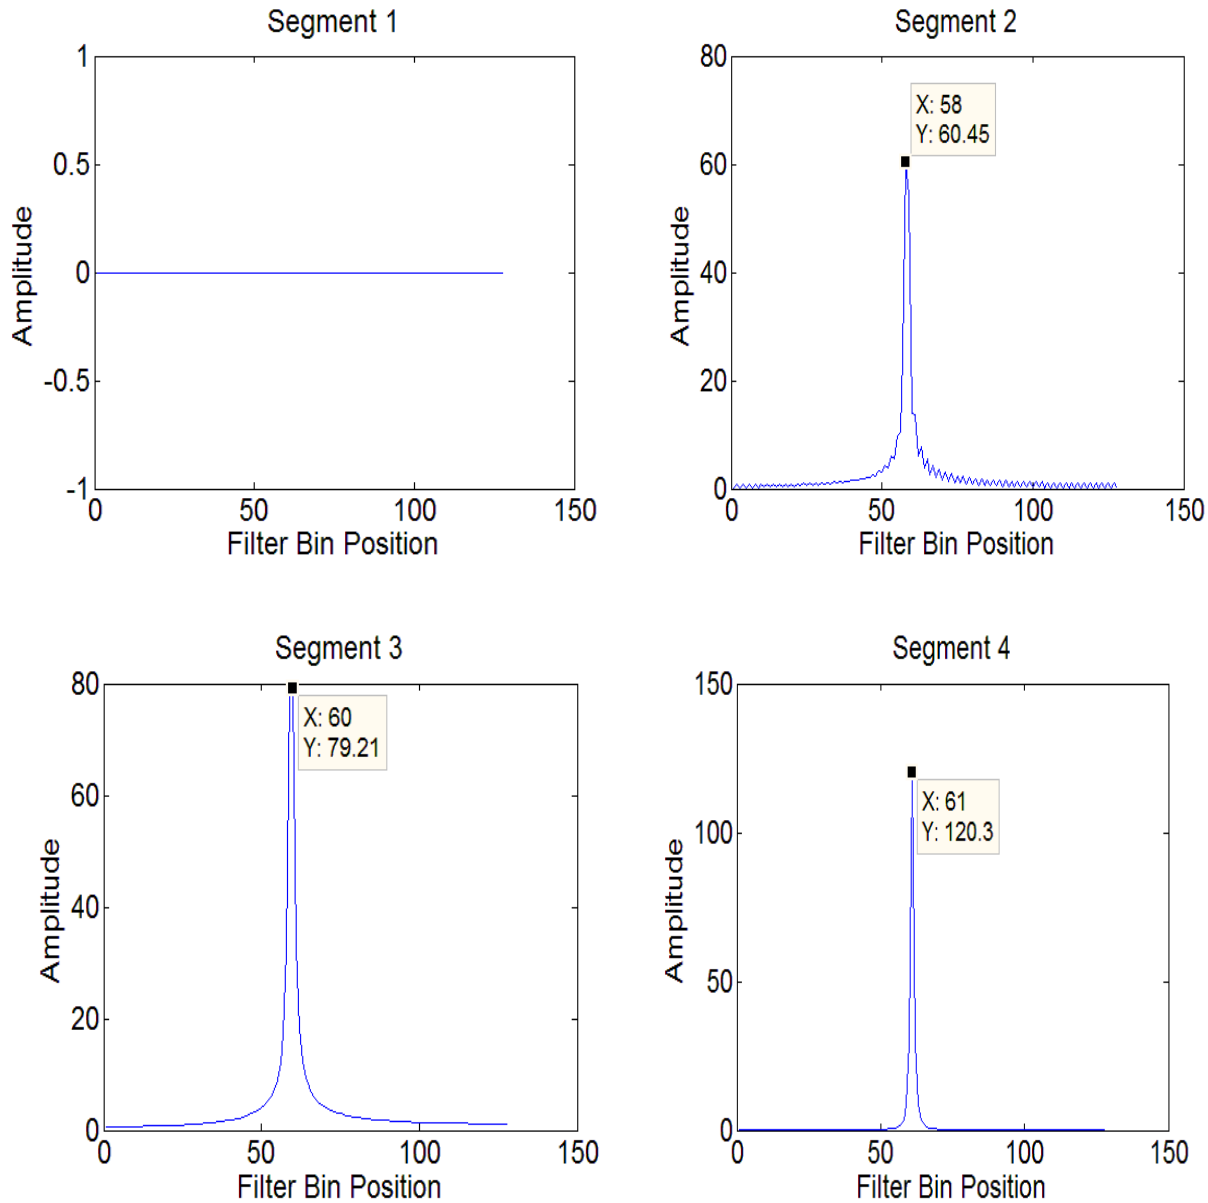 Segment 1
1
0.5
0
-0.5
-1
0
50
100
150
Amplitude
Filter Bin Position
Segment 2
80
60
40
20
0
0
50
100
150
X: 58
Y: 60.45
Amplitude
Filter Bin Position
Segment 3
80
60
40
20
0
0
50
100
150
X: 60
Y: 79.21
Amplitude
Filter Bin Position
Segment 4
150
100
50
0
0
50
100
150
X: 61
Y: 120.3
Amplitude
Filter Bin Position